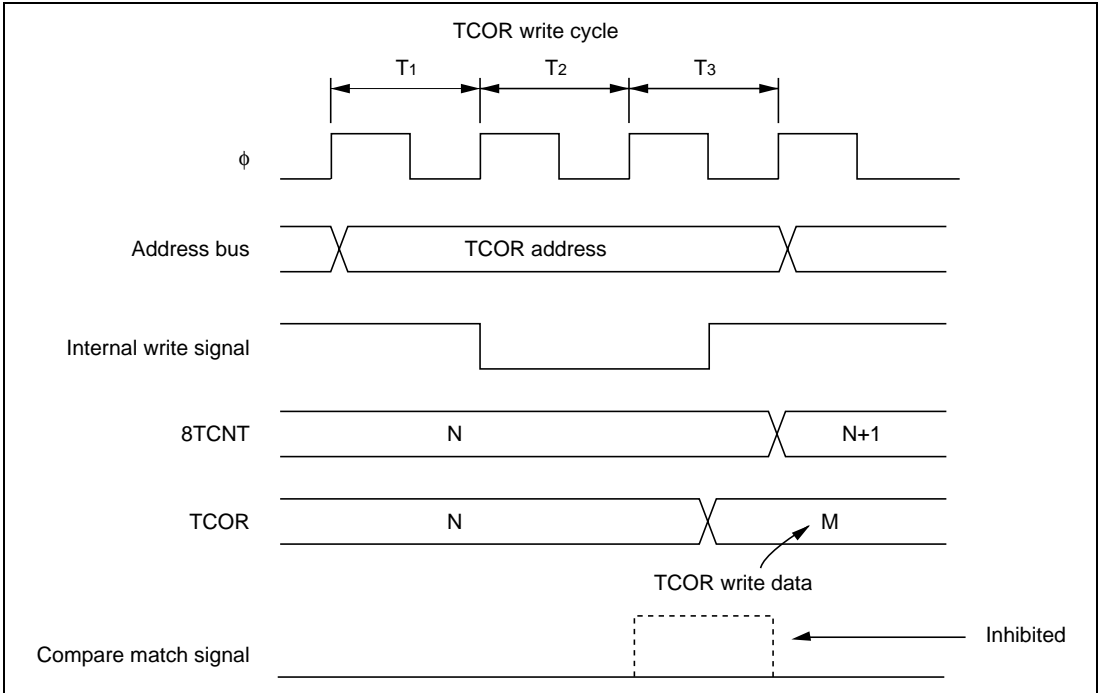 TCOR write cycle
T1 T2 T3
φ
Address bus TCOR address
Internal write signal
8TCNT N N+1
TCOR N M
TCOR write data
Inhibited
Compare match signal